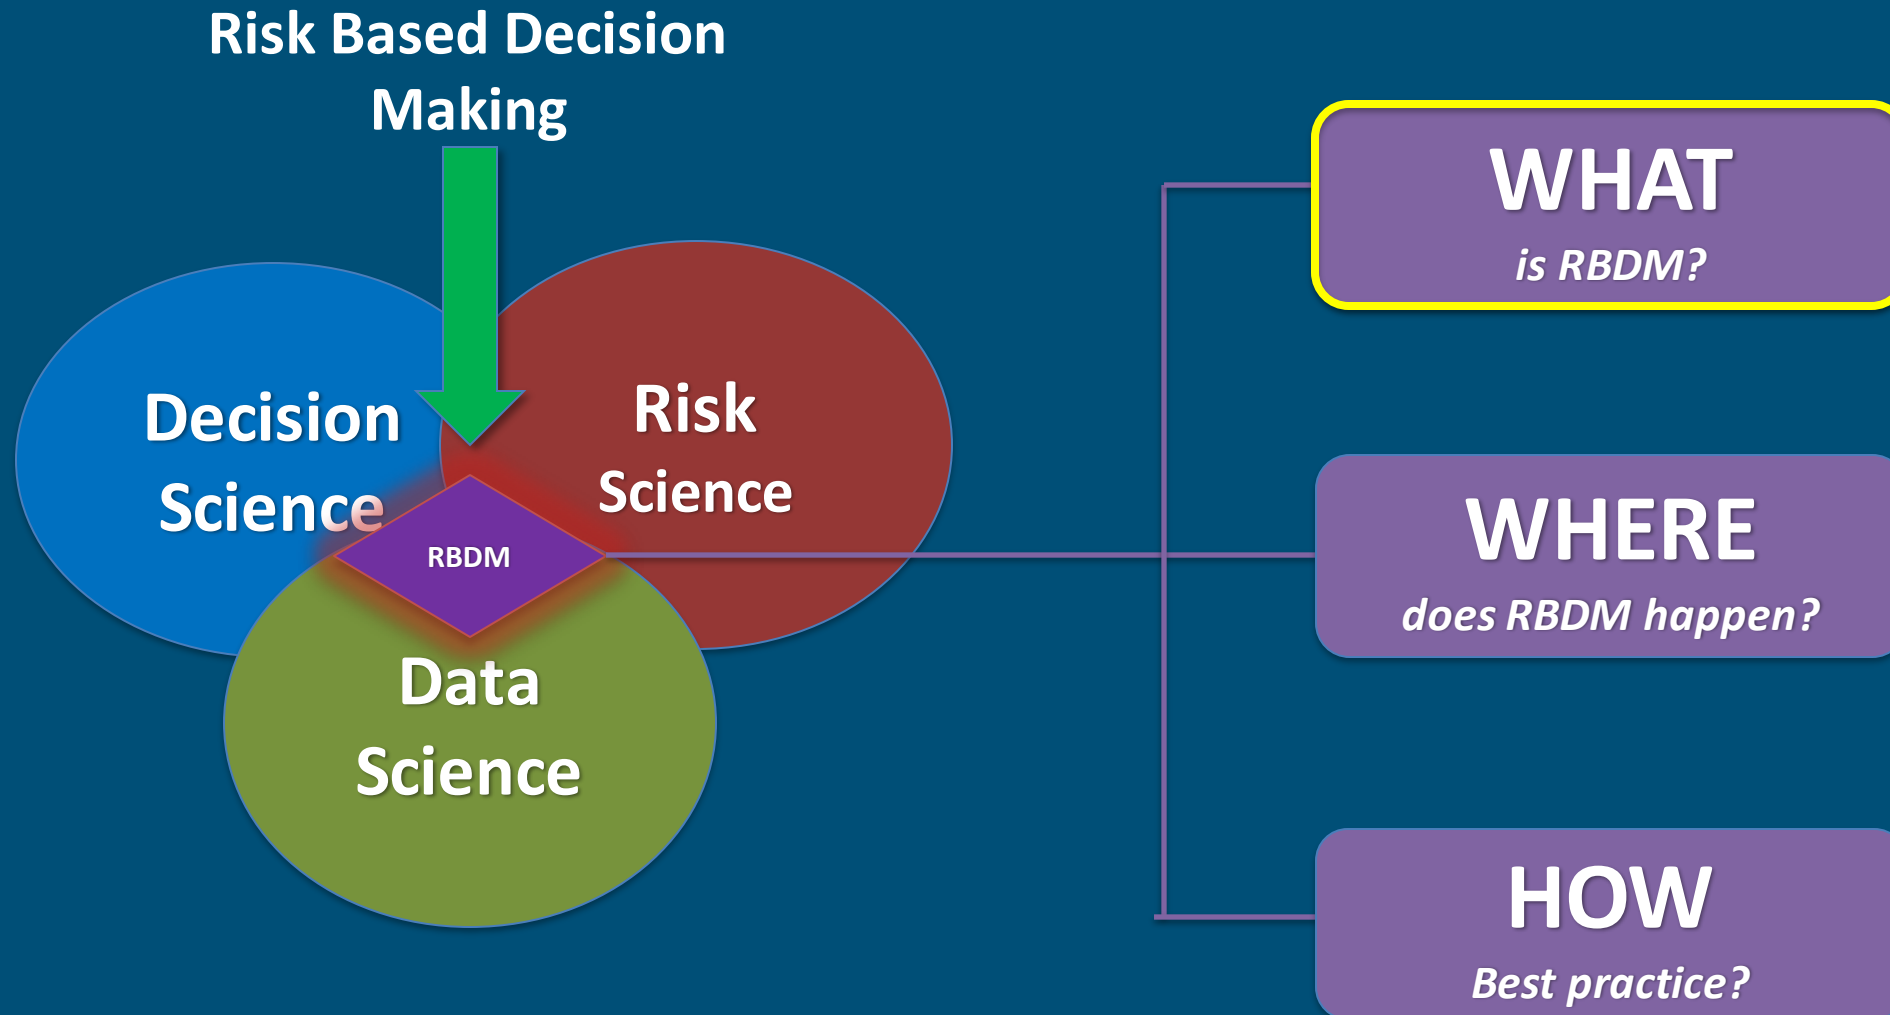 Risk Based Decision
Making
Decision
Science
Risk
Science
RBDM
Data
Science
WHAT
is RBDM?
WHERE
does RBDM happen?
HOW
Best practice?